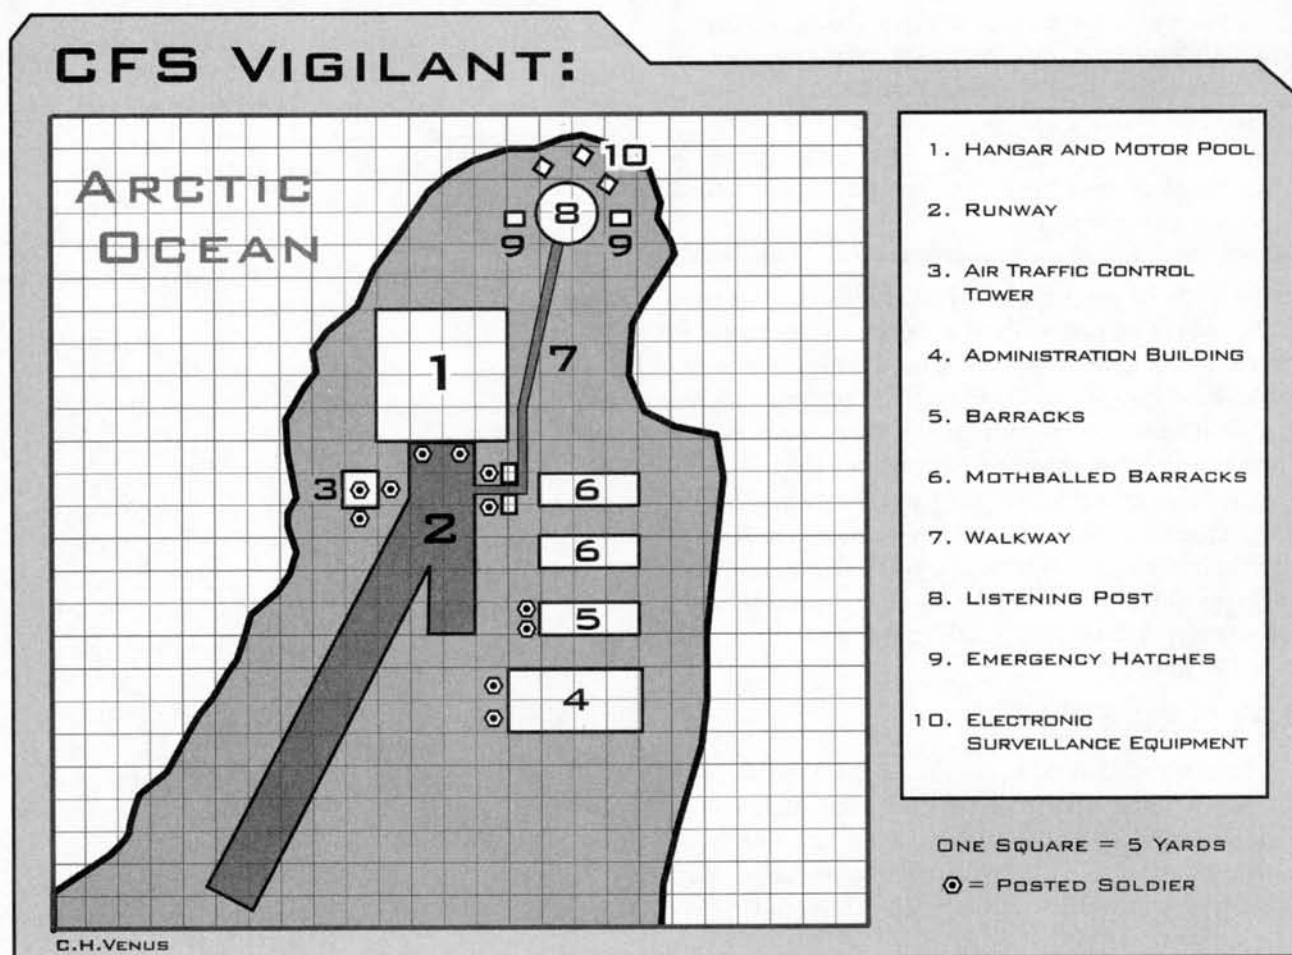 CFS VIGILANT:
ARCTIC
OCEAN
10
8
9 9
1
7
3
2
6
6
5
4
1. HANGAR AND MOTOR POOL
2. RUNWAY
3. AIR TRAFFIC CONTROL
TOWER
4. ADMINISTRATION BUILDING
5. BARRACKS
6. MOTHBALLED BARRACKS
7. WALKWAY
8. LISTENING POST
9. EMERGENCY HATCHES
10. ELECTRONIC
SURVEILLANCE EQUIPMENT
ONE SQUARE = 5 YARDS
= POSTED SOLDIER
C.H.VENUS